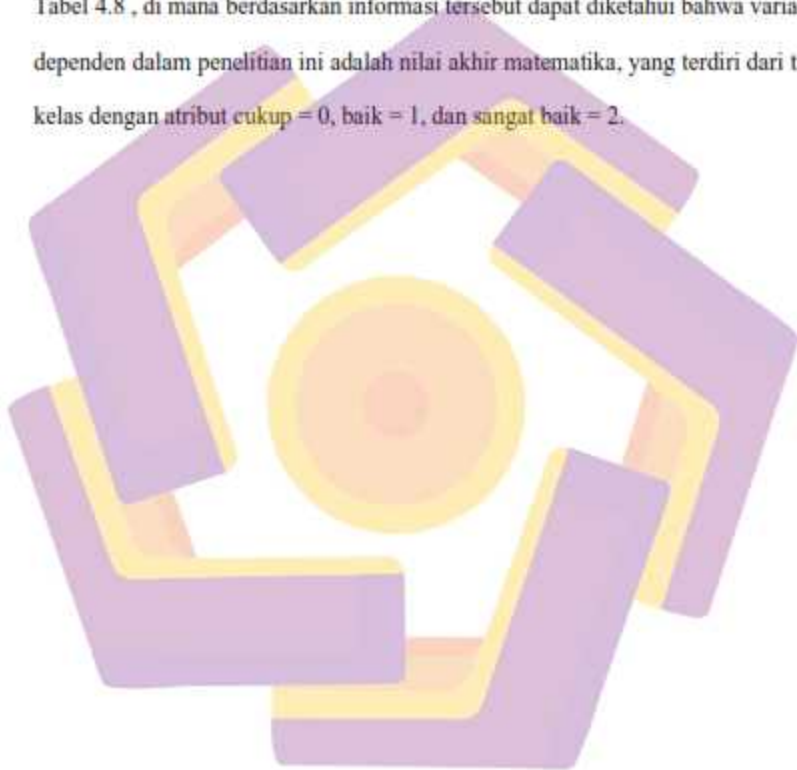 Tabel 4.8 , di mana berdasarkan informasi tersebut dapat diketahui bahwa
dependen dalam penelitian ini adalah nilai akhir matematika, yang terdiri dari
kelas dengan atribut cukup = 0, baik = 1, dan sangat baik = 2.